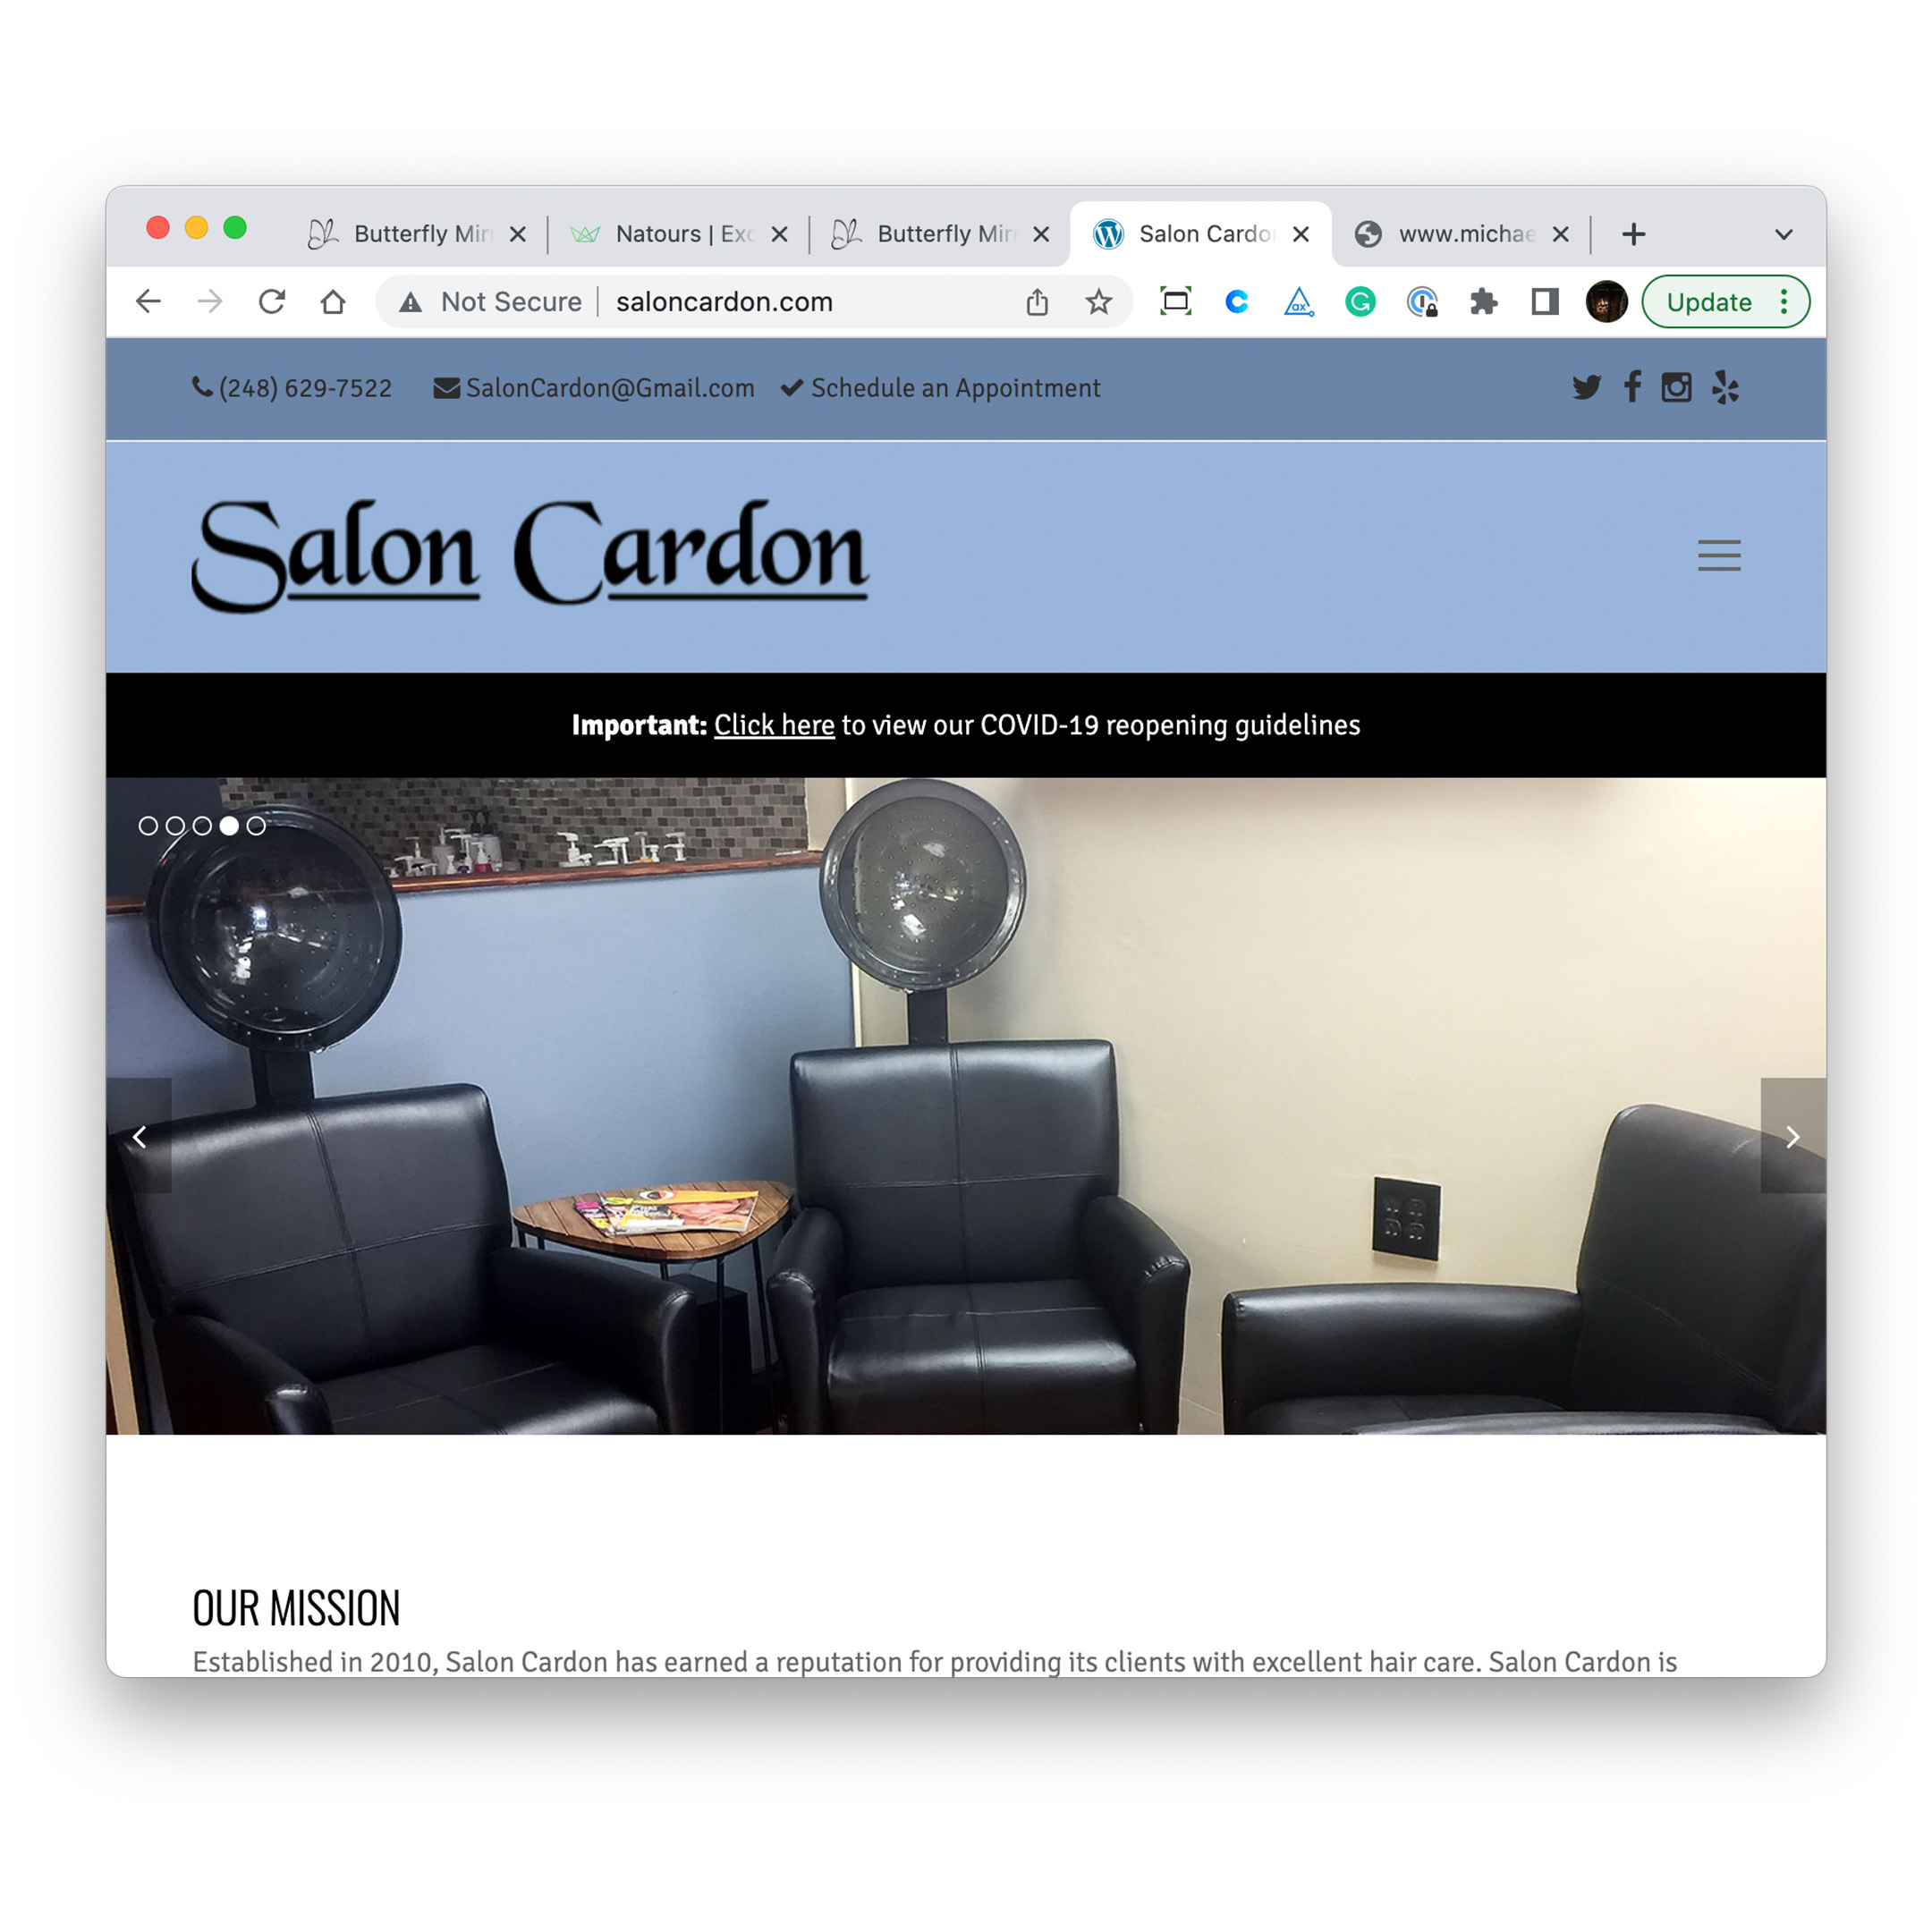 Butterfly Mir
Natours | Exc
Butterfly Mir
Salon Cardo
www.michae
Not Secure
saloncardon.com
Update
(248) 629-7522
SalonCardon@Gmail.com
Schedule an Appointment
Salon Cardon
Important: Click here to view our COVID-19 reopening guidelines
OUR MISSION
Established in 2010, Salon Cardon has earned a reputation for providing its clients with excellent hair care. Salon Cardon is